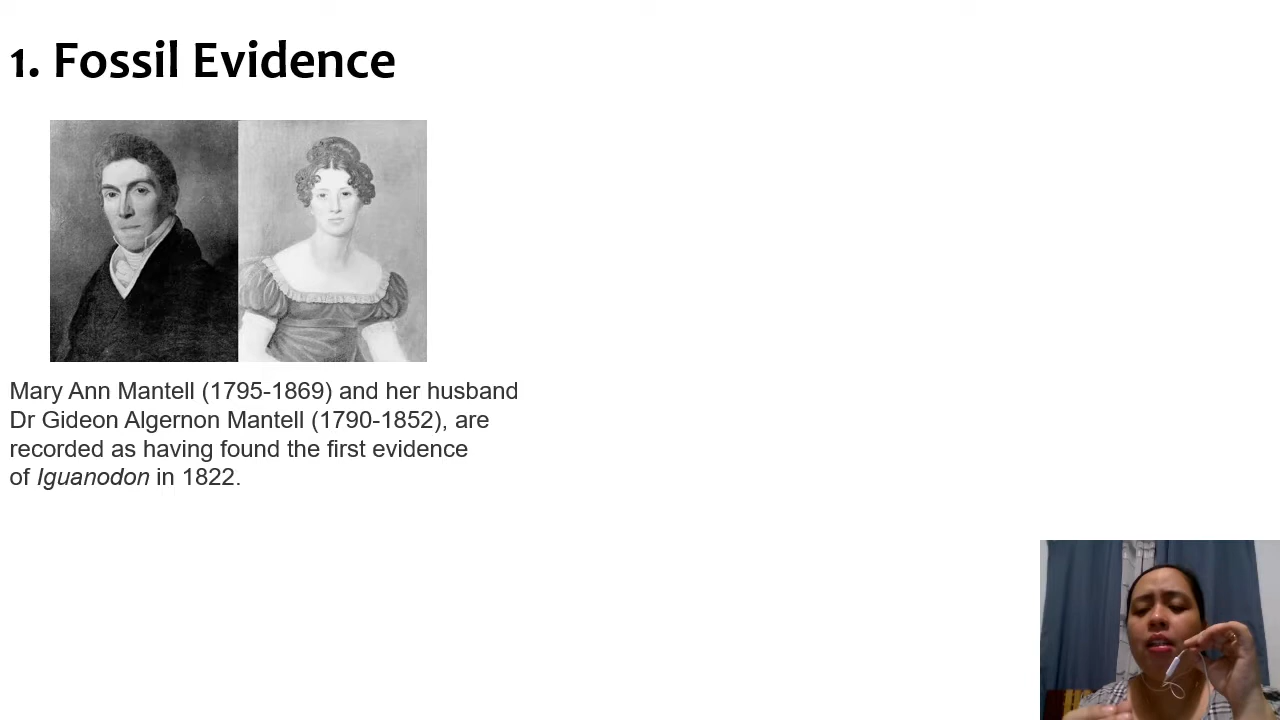 1. Fossil Evidence
Mary Ann Mantell (1795-1869) and her husband
Dr Gideon Algernon Mantell (1790-1852), are
recorded as having found the first evidence
of Iguanodon in 1822.